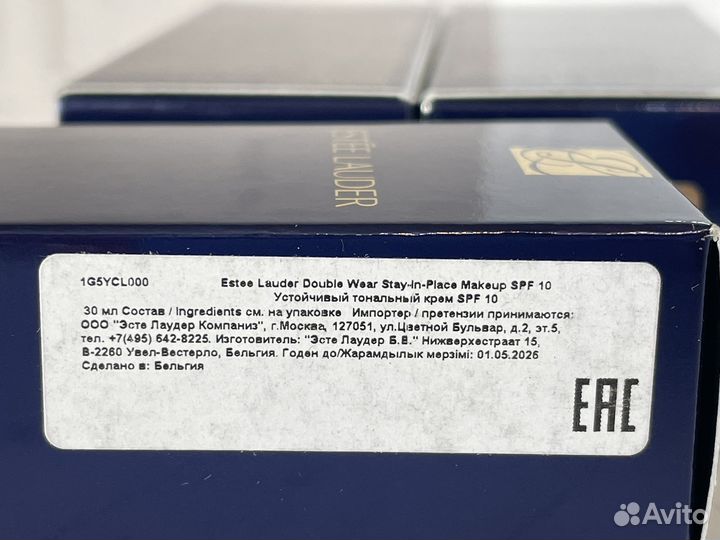 ESTĒE LAUDER
1G5YCL000
Estee Lauder Double Wear Stay-In-Place Makeup SPF 10
Устойчивый тональный крем SPF 10
30 мл Состав / Ingredients см. на упаковке Импортер / претензии принимаются:
ООО "Эсте Лаудер Компаниз", г.Москва, 127051, ул.Цветной Бульвар, д.2, эт.5,
тел. +7(495) 642-8225. Изготовитель: "Эсте Лаудер Б.В." Нижверхестраат 15,
В-2260 Увел-Вестерло, Бельгия. Годен до/Жарамдылык мерзімі: 01.05.2026
Сделано в: Бельгия
EAC
Avito